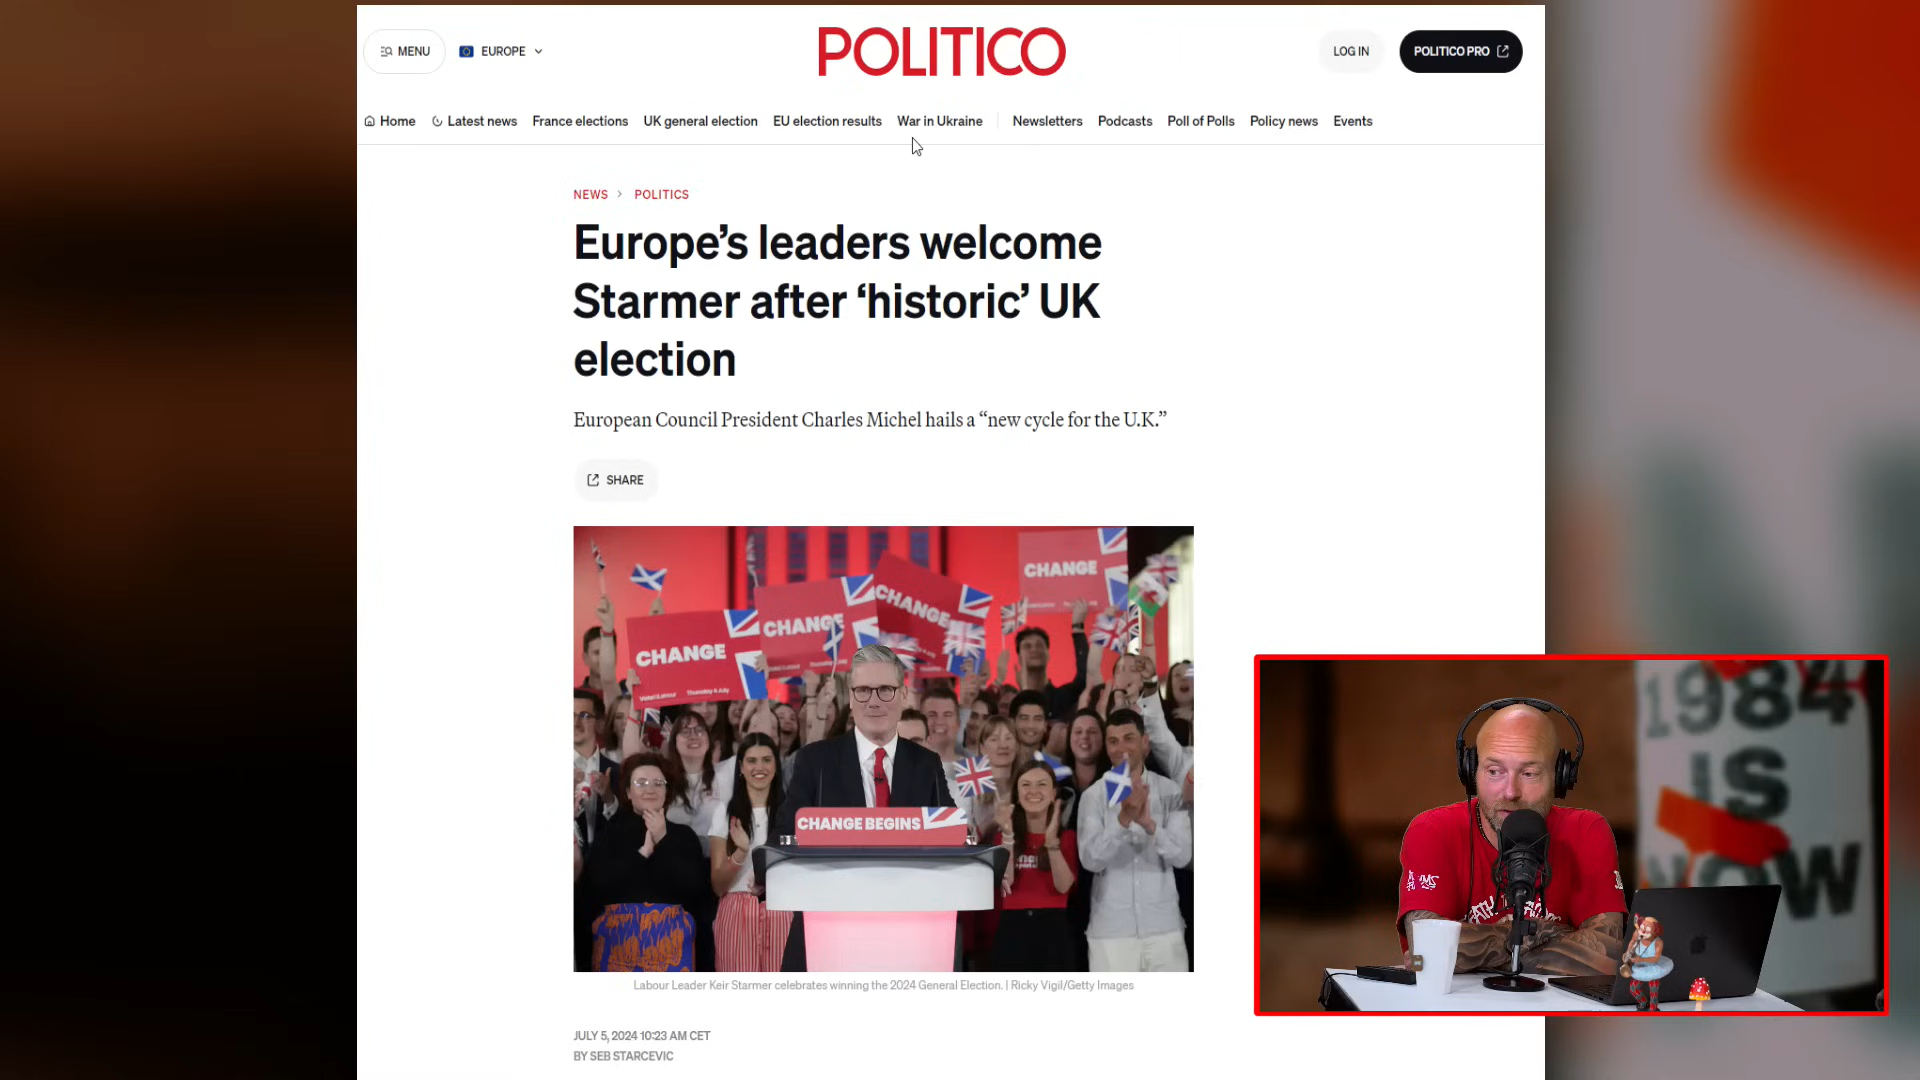 MENU
EUROPE
POLITICO
LOG IN
POLITICO PRO
Home
Latest news
France elections
UK general election
EU election results
War in Ukraine
Newsletters
Podcasts
Poll of Polls
Policy news
Events
NEWS > POLITICS
Europe’s leaders welcome
Starmer after ‘historic’ UK
election
European Council President Charles Michel hails a “new cycle for the U.K.”
SHARE
CHANGE
CHANGE
CHANGE
CHANGE
CHANGE BEGINS
Labour Leader Keir Starmer celebrates winning the 2024 General Election. | Ricky Vigil/Getty Images
JULY 5, 2024 10:23 AM CET
BY SEB STARCEVIC
1984
IS
NOW